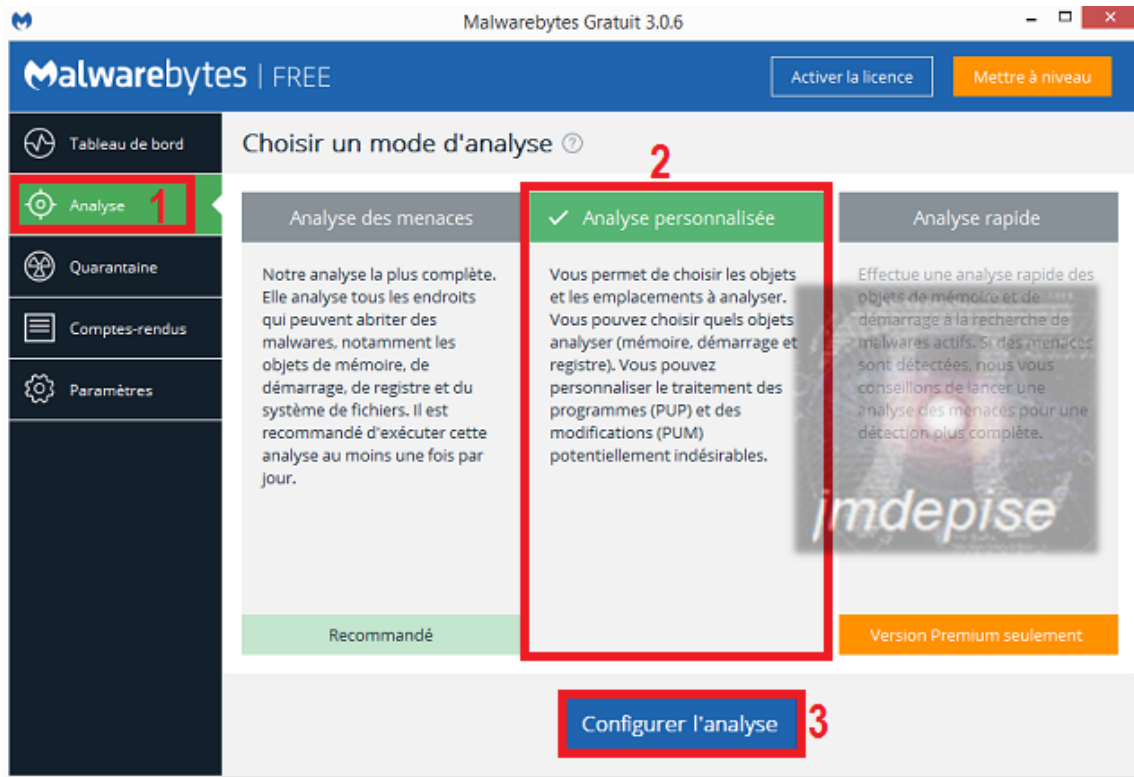 Malwarebytes Gratuit 3.0.6
Malwarebytes | FREE
Activer la licence
Mettre à niveau
Tableau de bord
Analyse
1
Quarantaine
Comptes-rendus
Paramètres
Choisir un mode d'analyse ?
2
Analyse des menaces
Notre analyse la plus complète.
Elle analyse tous les endroits
qui peuvent abriter des
malwares, notamment les
objets de mémoire, de
démarrage, de registre et du
système de fichiers. Il est
recommandé d'exécuter cette
analyse au moins une fois par
jour.
Recommandé
Analyse personnalisée
Vous permet de choisir les objets
et les emplacements à analyser.
Vous pouvez choisir quels objets
analyser (mémoire, démarrage et
registre). Vous pouvez
personnaliser le traitement des
programmes (PUP) et des
modifications (PUM)
potentiellement indésirables.
Analyse rapide
Effectue une analyse rapide des
objets de mémoire et de
démarrage à la recherche de
malwares actifs. Si des menaces
sont détectées, nous vous
conseillons de lancer une
analyse des menaces pour une
détection plus complète.
jmdepise
Version Premium seulement
Configurer l'analyse
3